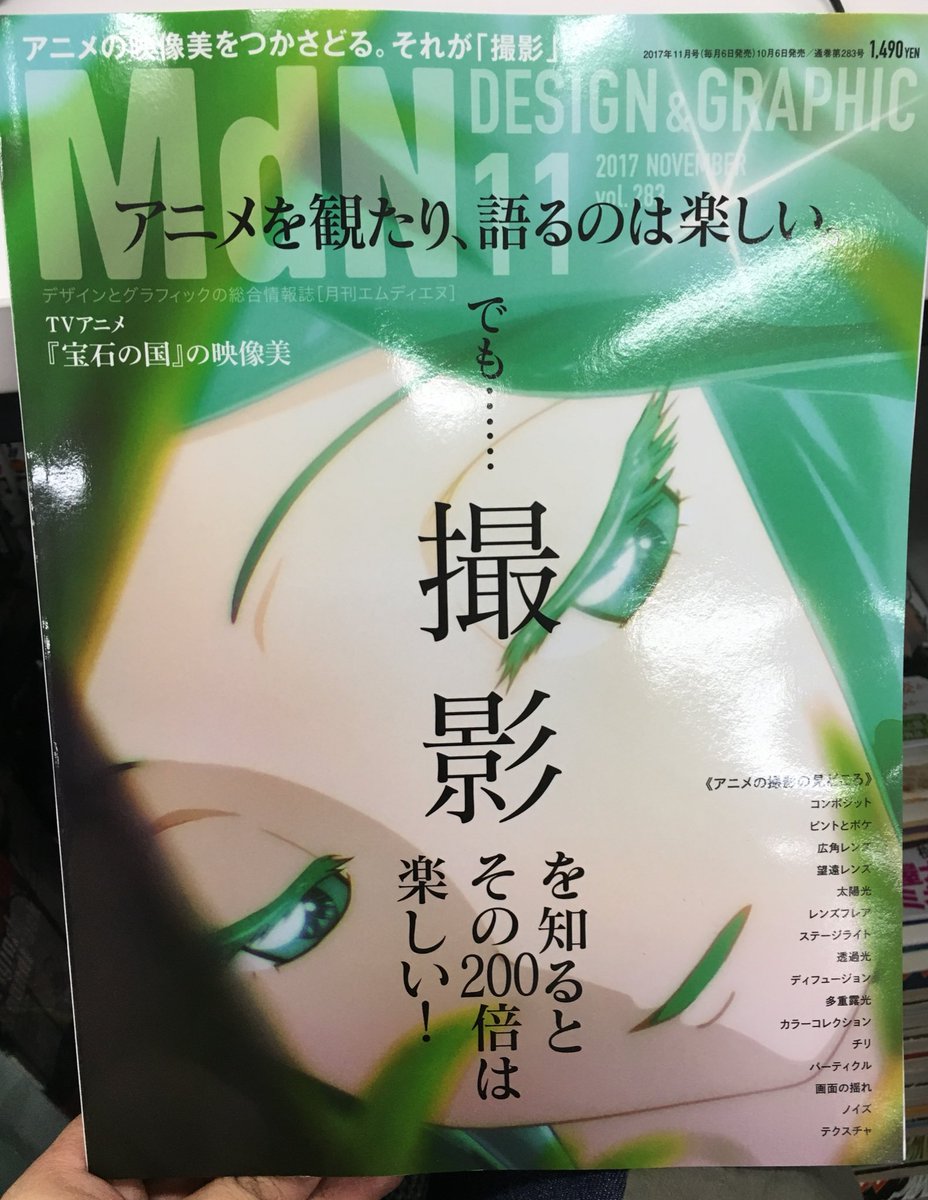 アニメの映像美をつかさどる。それが「撮影」
2017年11月号(毎月6日発売)10月6日発売／通巻第283号 1,490YEN
MdN 11
DESIGN & GRAPHIC
2017 NOVEMBER
vol. 283
アニメを観たり、語るのは楽しい。
デザインとグラフィックの総合情報誌[月刊エムディエヌ]
TVアニメ
『宝石の国』の映像美
でも……
撮影
を知ると
その200倍は
楽しい！
《アニメの撮影の見どころ》
コンポジット
ピントとボケ
広角レンズ
望遠レンズ
太陽光
レンズフレア
ステージライト
透過光
ディフュージョン
多重露光
カラーコレクション
チリ
パーティクル
画面の揺れ
ノイズ
テクスチャ